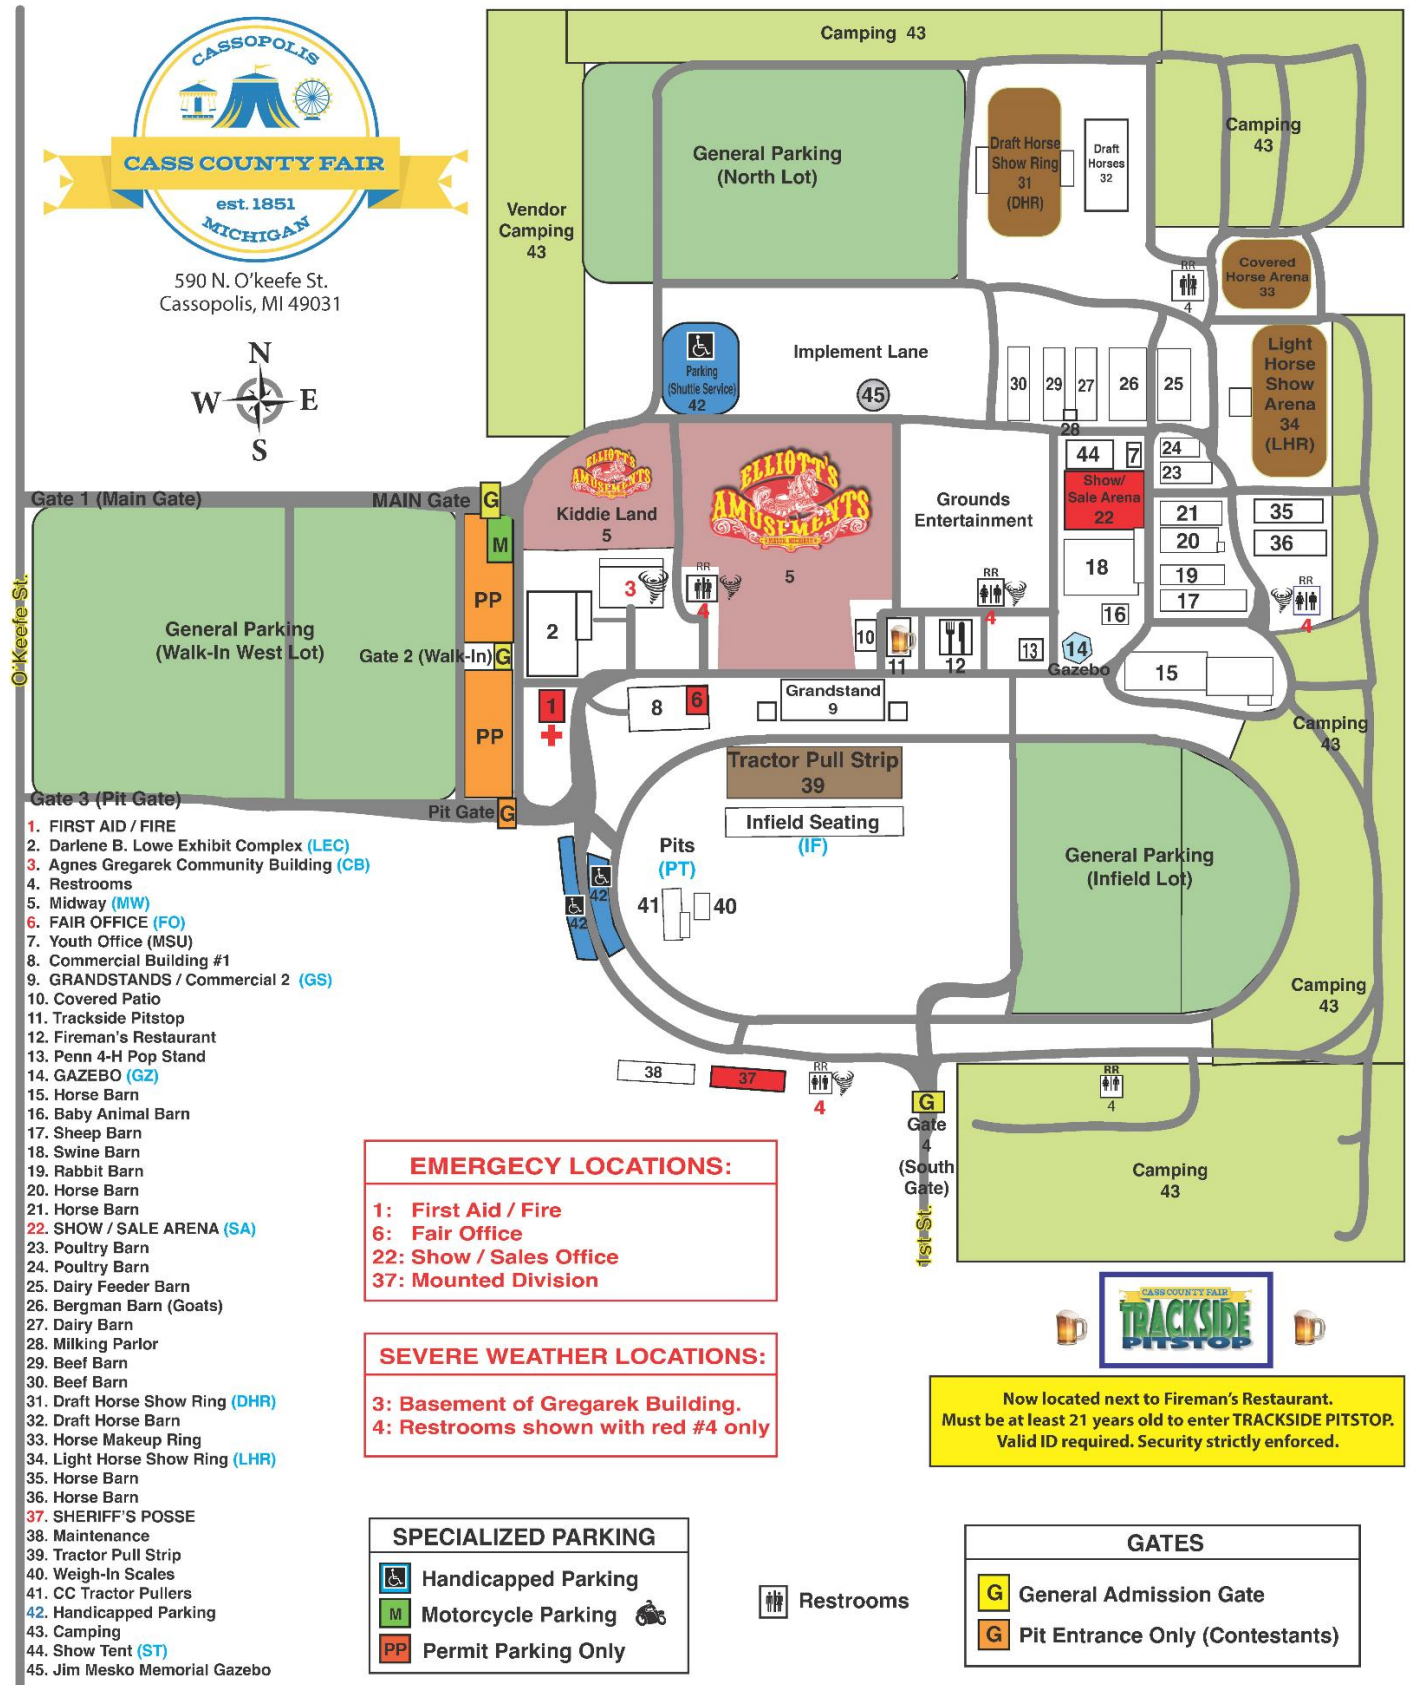 CASSOPOLIS
CASS COUNTY FAIR
est. 1851
MICHIGAN
590 N. O'keefe St.
Cassopolis, MI 49031
N
W
E
S
Camping 43
General Parking
(North Lot)
Vendor
Camping
43
Draft Horse
Show Ring
31
(DHR)
Draft
Horses
32
Camping
43
RR
4
Covered
Horse Arena
33
Parking
(Shuttle Service)
42
Implement Lane
45
30
29
27
26
25
28
Light
Horse
Show
Arena
34
(LHR)
44
7
24
23
Show/
Sale Arena
22
21
20
19
17
18
16
35
36
RR
4
Gate 1 (Main Gate)
MAIN Gate
G
M
ELLIOTT'S
AMUSEMENTS
Kiddie Land
5
ELLIOTT'S
AMUSEMENTS
MASON, MICHIGAN
5
Grounds
Entertainment
RR
4
3
RR
4
PP
2
General Parking
(Walk-In West Lot)
O'Keefe St.
Gate 2 (Walk-In)
G
10
11
12
13
14
Gazebo
15
PP
1
8
6
Grandstand
9
Camping
43
Tractor Pull Strip
39
Infield Seating
(IF)
Gate 3 (Pit Gate)
Pit Gate
G
Pits
(PT)
41
40
General Parking
(Infield Lot)
42
42
Camping
43
38
37
RR
4
G
Gate
4
(South
Gate)
1st St.
RR
4
Camping
43
1. FIRST AID / FIRE
2. Darlene B. Lowe Exhibit Complex (LEC)
3. Agnes Gregarek Community Building (CB)
4. Restrooms
5. Midway (MW)
6. FAIR OFFICE (FO)
7. Youth Office (MSU)
8. Commercial Building #1
9. GRANDSTANDS / Commercial 2 (GS)
10. Covered Patio
11. Trackside Pitstop
12. Fireman's Restaurant
13. Penn 4-H Pop Stand
14. GAZEBO (GZ)
15. Horse Barn
16. Baby Animal Barn
17. Sheep Barn
18. Swine Barn
19. Rabbit Barn
20. Horse Barn
21. Horse Barn
22. SHOW / SALE ARENA (SA)
23. Poultry Barn
24. Poultry Barn
25. Dairy Feeder Barn
26. Bergman Barn (Goats)
27. Dairy Barn
28. Milking Parlor
29. Beef Barn
30. Beef Barn
31. Draft Horse Show Ring (DHR)
32. Draft Horse Barn
33. Horse Makeup Ring
34. Light Horse Show Ring (LHR)
35. Horse Barn
36. Horse Barn
37. SHERIFF'S POSSE
38. Maintenance
39. Tractor Pull Strip
40. Weigh-In Scales
41. CC Tractor Pullers
42. Handicapped Parking
43. Camping
44. Show Tent (ST)
45. Jim Mesko Memorial Gazebo
EMERGECY LOCATIONS:
1: First Aid / Fire
6: Fair Office
22: Show / Sales Office
37: Mounted Division
SEVERE WEATHER LOCATIONS:
3: Basement of Gregarek Building.
4: Restrooms shown with red #4 only
CASS COUNTY FAIR
TRACKSIDE
PITSTOP
Now located next to Fireman's Restaurant.
Must be at least 21 years old to enter TRACKSIDE PITSTOP.
Valid ID required. Security strictly enforced.
SPECIALIZED PARKING
Handicapped Parking
M Motorcycle Parking
PP Permit Parking Only
Restrooms
GATES
G General Admission Gate
G Pit Entrance Only (Contestants)